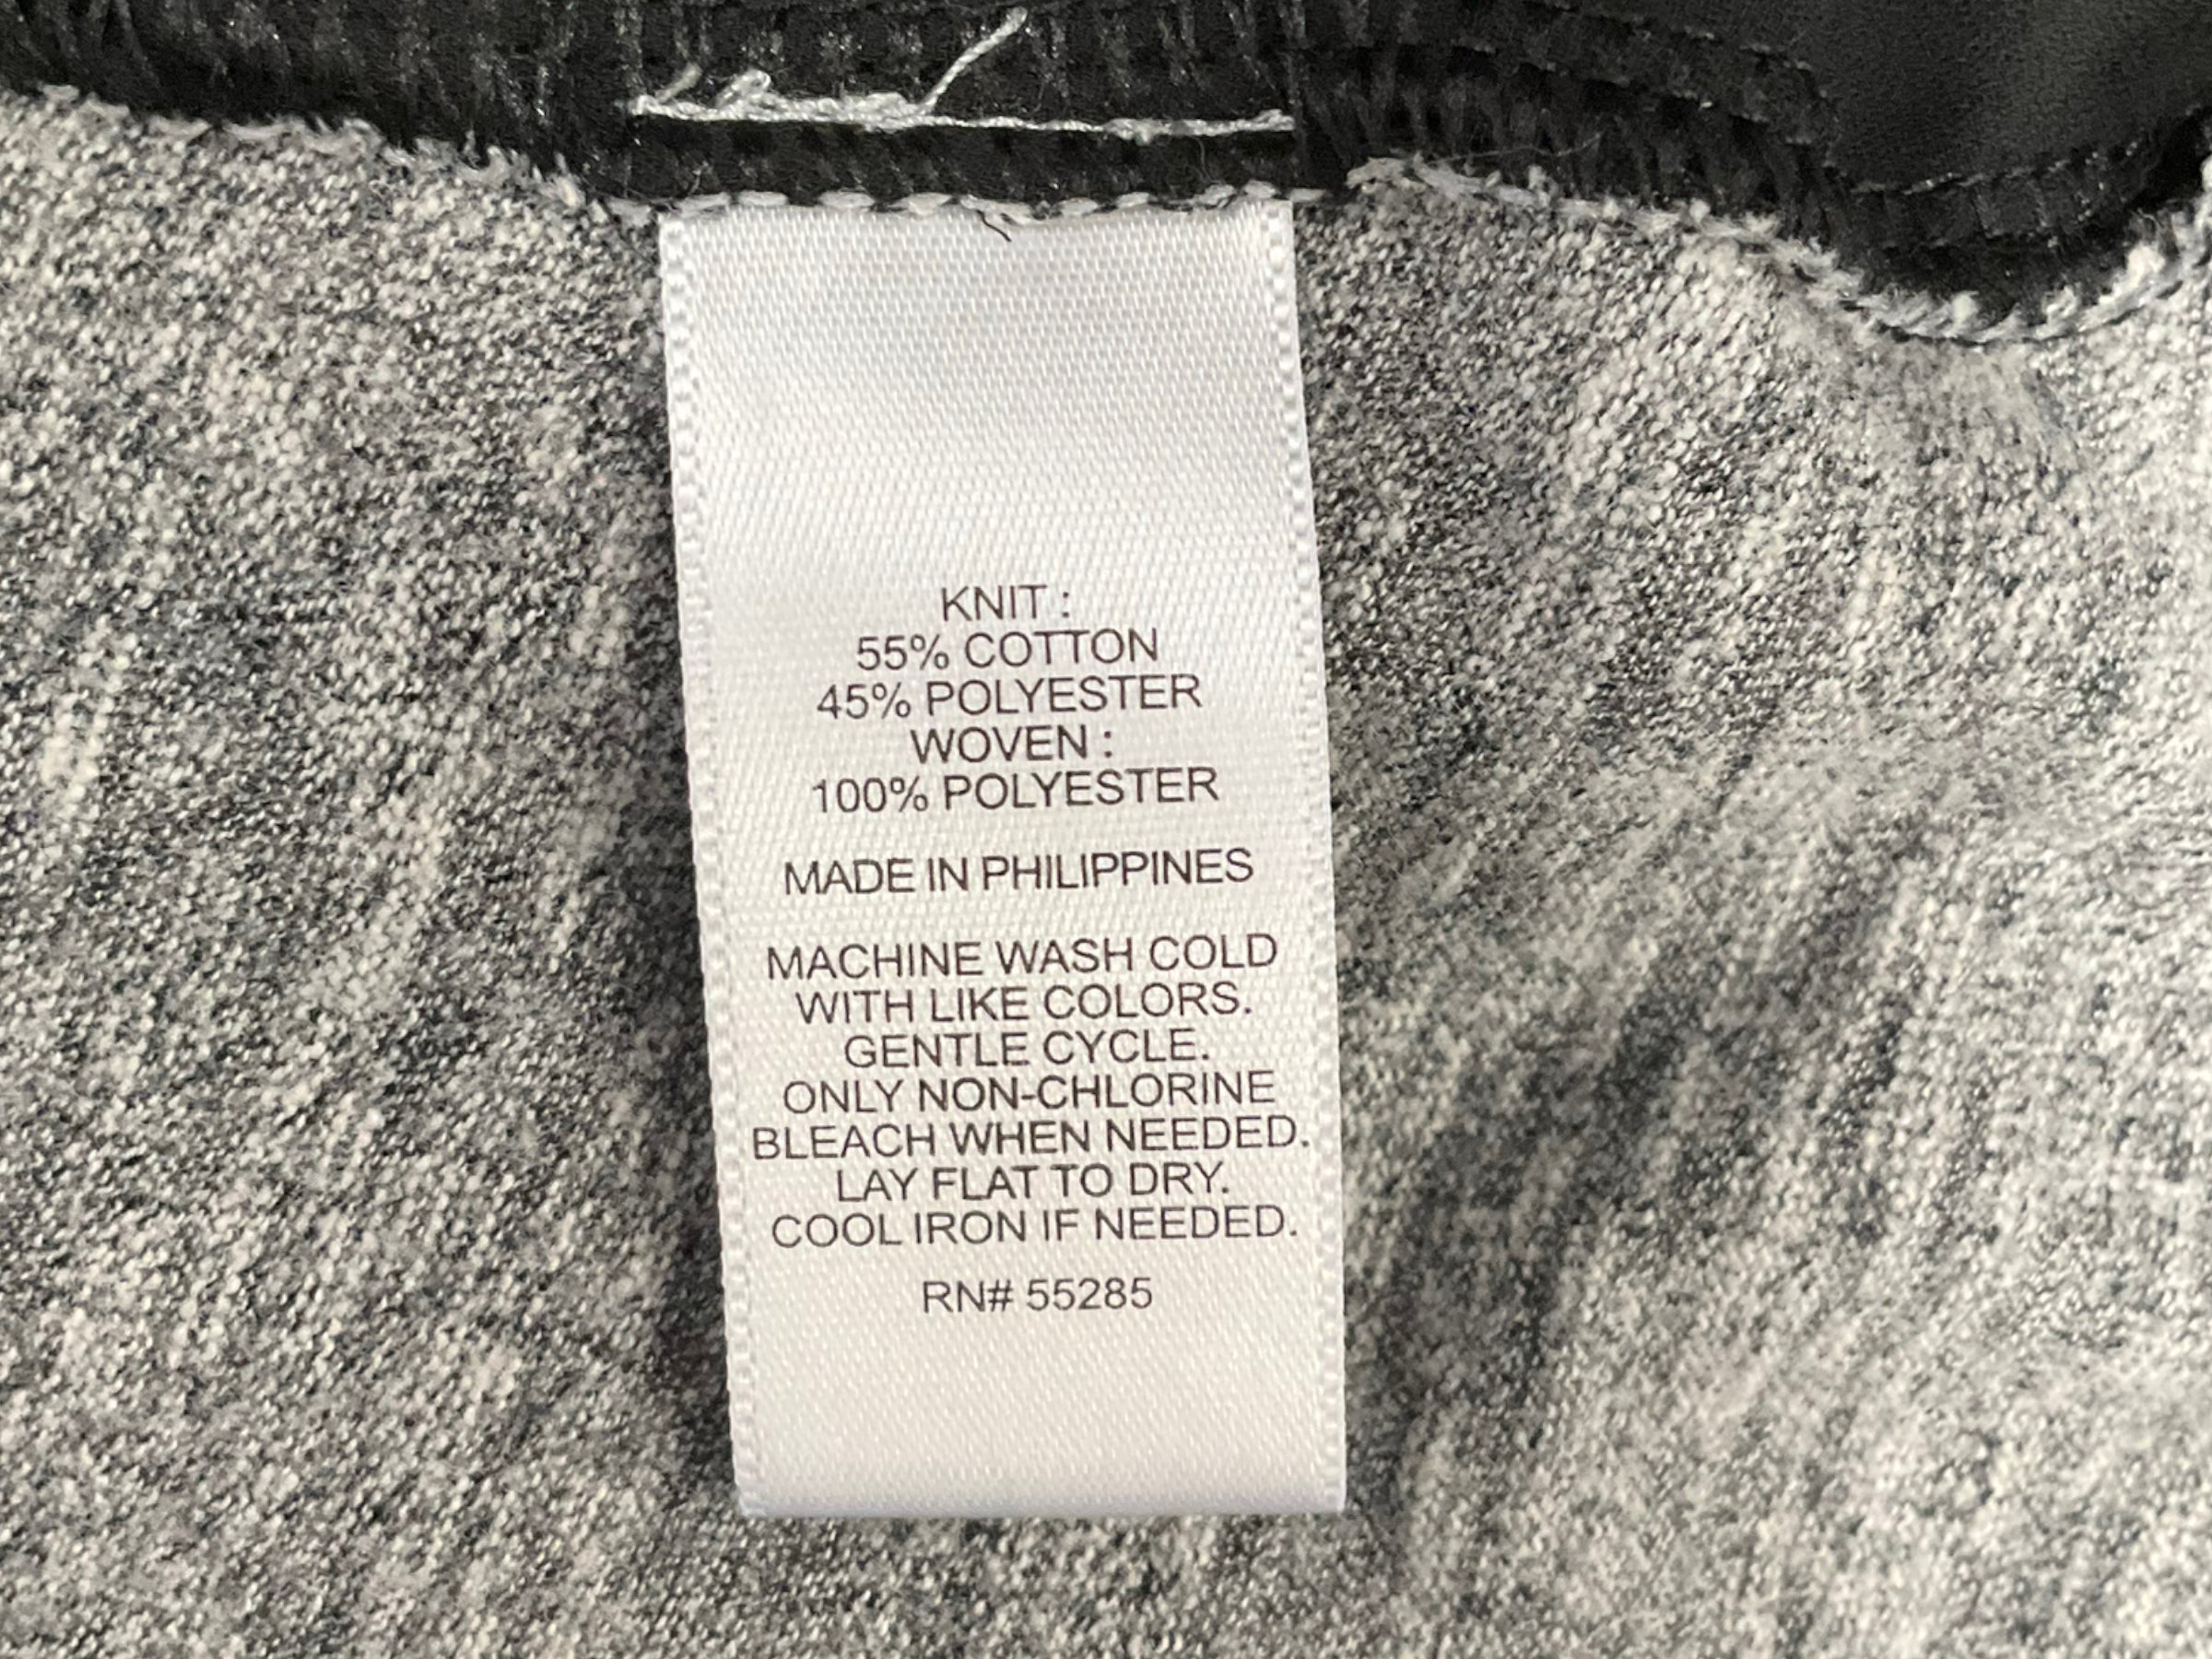 KNIT :
55% COTTON
45% POLYESTER
WOVEN :
100% POLYESTER
MADE IN PHILIPPINES
MACHINE WASH COLD
WITH LIKE COLORS.
GENTLE CYCLE.
ONLY NON-CHLORINE
BLEACH WHEN NEEDED.
LAY FLAT TO DRY.
COOL IRON IF NEEDED.
RN# 55285